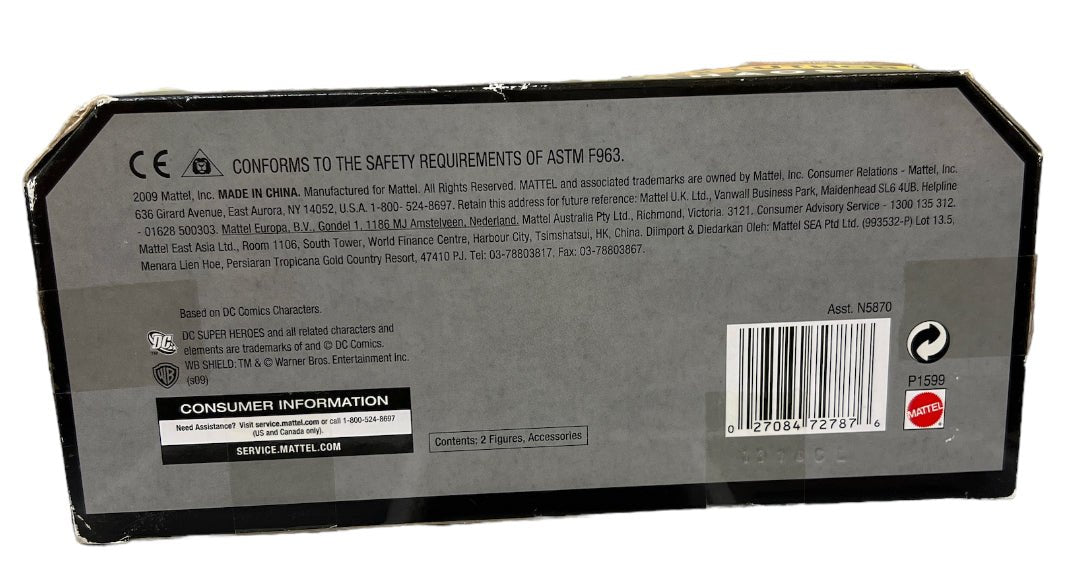 CE CONFORMS TO THE SAFETY REQUIREMENTS OF ASTM F963.
2009 Mattel, Inc. MADE IN CHINA. Manufactured for Mattel. All Rights Reserved. MATTEL and associated trademarks are owned by Mattel, Inc. Consumer Relations - Mattel, Inc.
636 Girard Avenue, East Aurora, NY 14052, U.S.A. 1-800- 524-8697. Retain this address for future reference: Mattel U.K. Ltd., Vanwall Business Park, Maidenhead SL6 4UB. Helpline
- 01628 500303. Mattel Europa, B.V., Gondel 1, 1186 MJ Amstelveen, Nederland. Mattel Australia Pty Ltd., Richmond, Victoria. 3121. Consumer Advisory Service - 1300 135 312.
Mattel East Asia Ltd., Room 1106, South Tower, World Finance Centre, Harbour City, Tsimshatsui, HK, China. Diimport & Diedarkan Oleh: Mattel SEA Ptd Ltd. (993532-P) Lot 13.5,
Menara Lien Hoe, Persiaran Tropicana Gold Country Resort, 47410 PJ. Tel: 03-78803817. Fax: 03-78803867.
Based on DC Comics Characters.
DC TM
DC SUPER HEROES and all related characters and
elements are trademarks of and © DC Comics.
WB
WB SHIELD: TM & © Warner Bros. Entertainment Inc.
(s09)
CONSUMER INFORMATION
Need Assistance? Visit service.mattel.com or call 1-800-524-8697
(US and Canada only).
SERVICE.MATTEL.COM
Contents: 2 Figures, Accessories
Asst. N5870
0 27084 72787 6
P1599
MATTEL